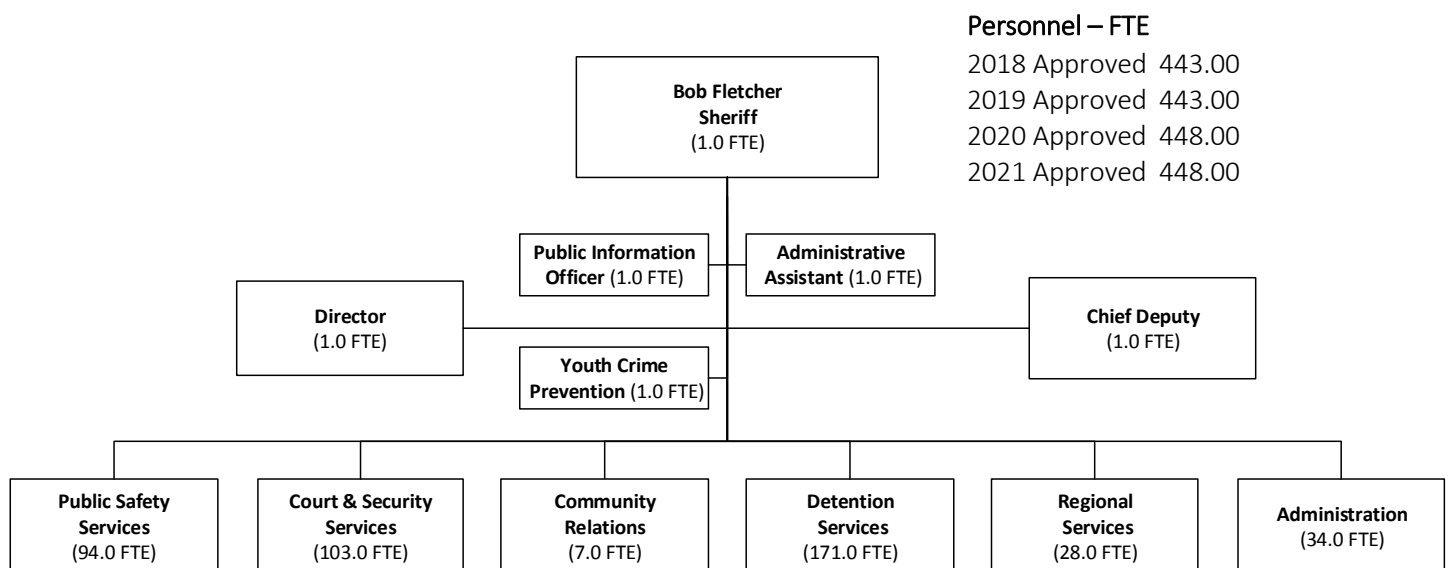 Personnel – FTE
2018 Approved 443.00
2019 Approved 443.00
2020 Approved 448.00
2021 Approved 448.00
Bob Fletcher
Sheriff
(1.0 FTE)
Public Information
Officer (1.0 FTE)
Administrative
Assistant (1.0 FTE)
Director
(1.0 FTE)
Chief Deputy
(1.0 FTE)
Youth Crime
Prevention (1.0 FTE)
Public Safety
Services
(94.0 FTE)
Court & Security
Services
(103.0 FTE)
Community
Relations
(7.0 FTE)
Detention
Services
(171.0 FTE)
Regional
Services
(28.0 FTE)
Administration
(34.0 FTE)